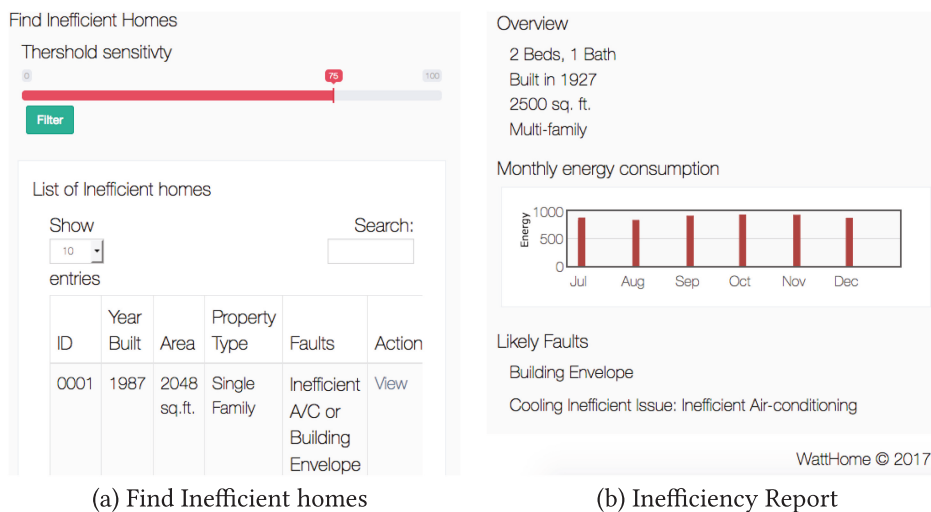 Find Inefficient Homes
Thershold sensitivty
0
75
100
Filter
List of Inefficient homes
Show
Search:
10
entries
ID
Year Built
Area
Property Type
Faults
Action
0001
1987
2048 sq.ft.
Single Family
Inefficient A/C or Building Envelope
View
(a) Find Inefficient homes
Overview
2 Beds, 1 Bath
Built in 1927
2500 sq. ft.
Multi-family
Monthly energy consumption
Energy
1000
500
0
Jul Aug Sep Oct Nov Dec
Likely Faults
Building Envelope
Cooling Inefficient Issue: Inefficient Air-conditioning
WattHome © 2017
(b) Inefficiency Report